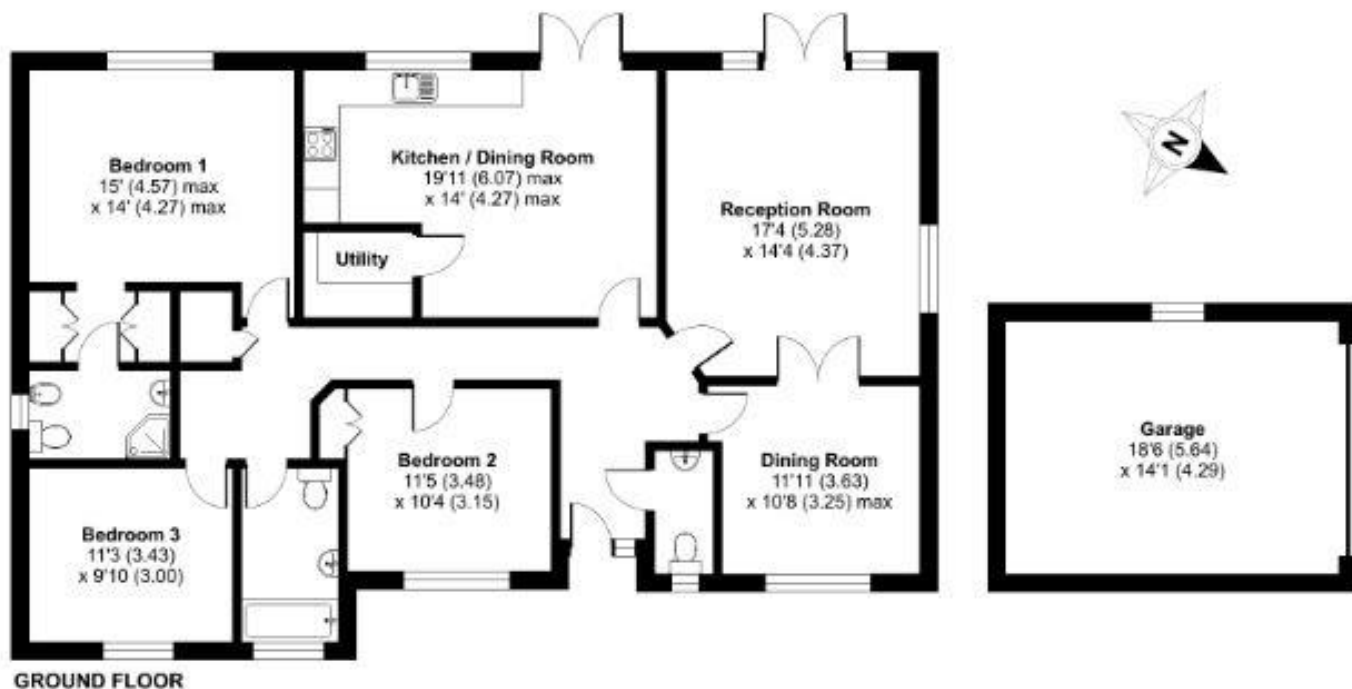 Bedroom 1
15' (4.57) max
x 14' (4.27) max
Kitchen / Dining Room
19'11 (6.07) max
x 14' (4.27) max
Utility
Reception Room
17'4 (5.28)
x 14'4 (4.37)
N
Bedroom 2
11'5 (3.48)
x 10'4 (3.15)
Dining Room
11'11 (3.63)
x 10'8 (3.25) max
Garage
18'6 (5.64)
x 14'1 (4.29)
Bedroom 3
11'3 (3.43)
x 9'10 (3.00)
GROUND FLOOR